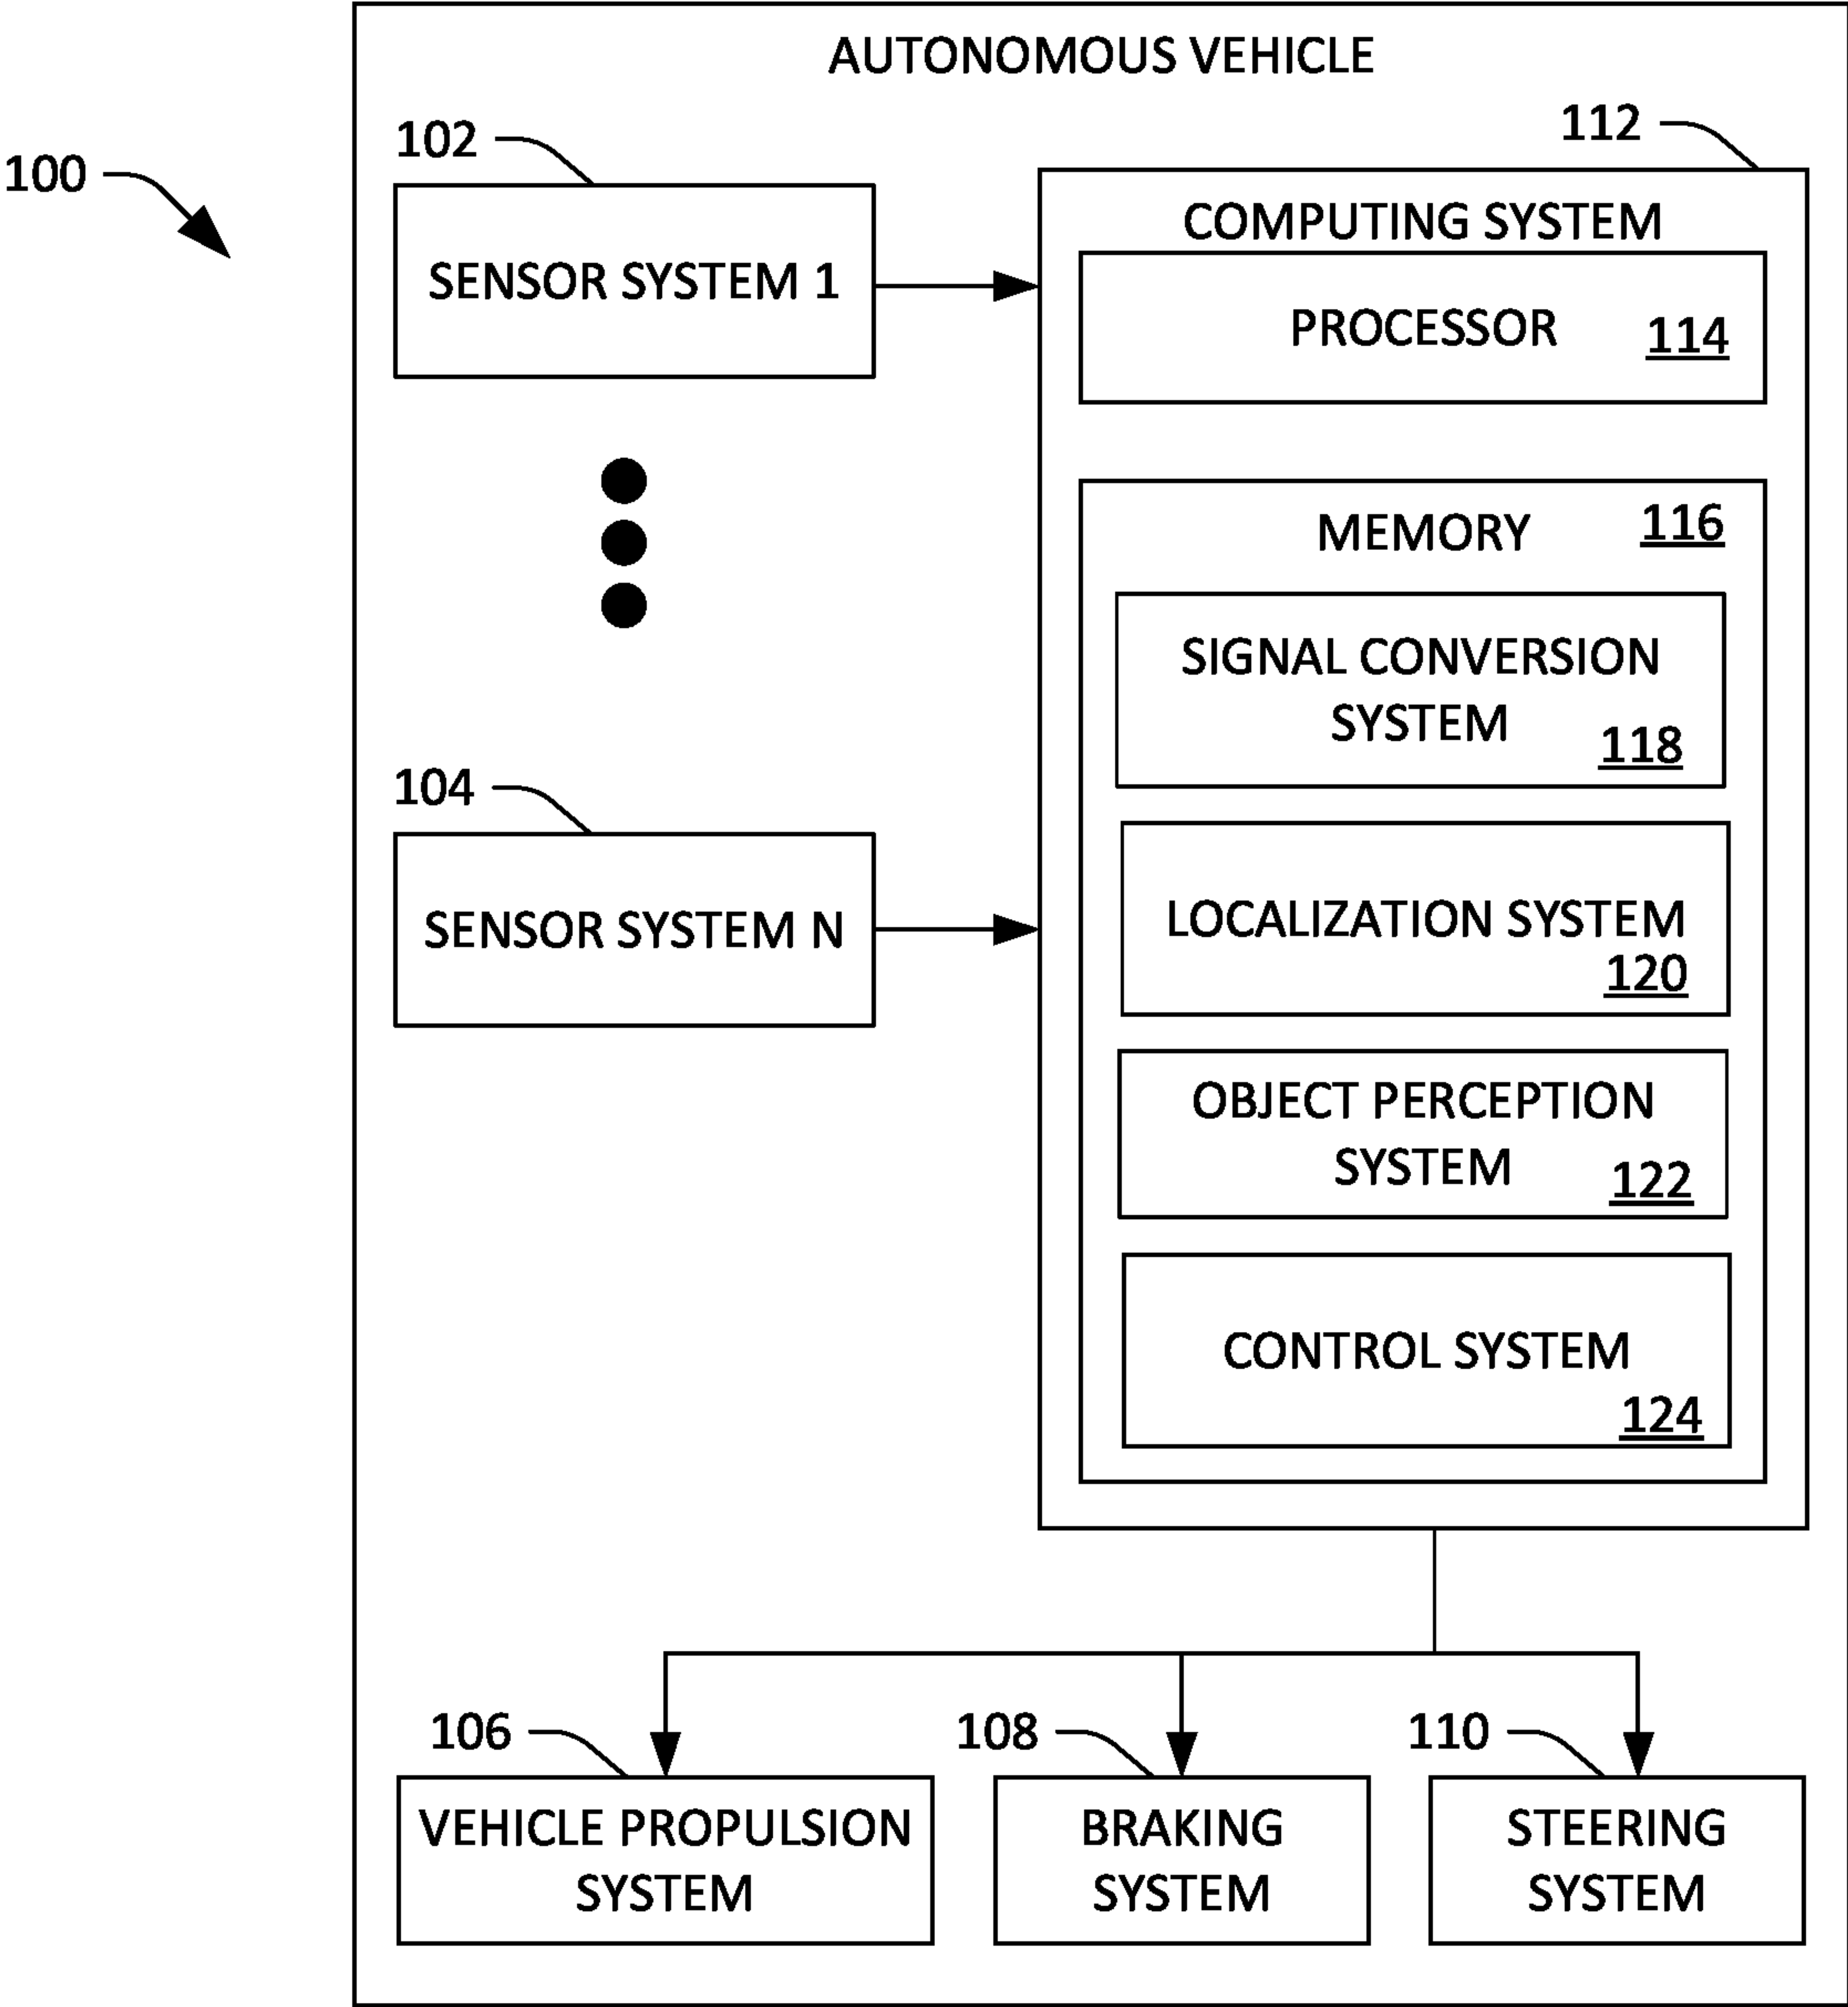 AUTONOMOUS VEHICLE
100
102
SENSOR SYSTEM 1
112
COMPUTING SYSTEM
PROCESSOR 114
MEMORY 116
SIGNAL CONVERSION
SYSTEM 118
104
SENSOR SYSTEM N
LOCALIZATION SYSTEM
120
OBJECT PERCEPTION
SYSTEM 122
CONTROL SYSTEM
124
106
VEHICLE PROPULSION
SYSTEM
108
BRAKING
SYSTEM
110
STEERING
SYSTEM